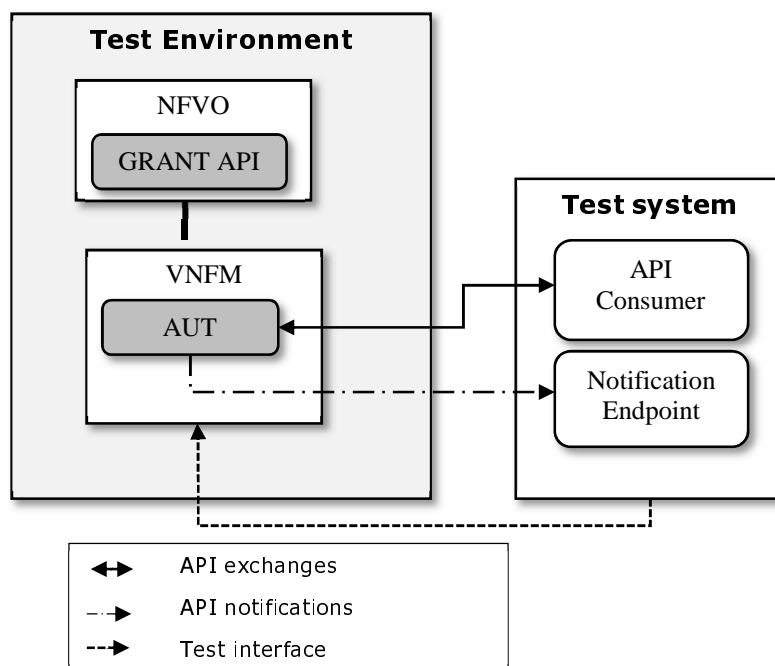 Test Environment
NFVO
GRANT API
VNFM
AUT
Test system
API
Consumer
Notification
Endpoint
API exchanges
API notifications
Test interface